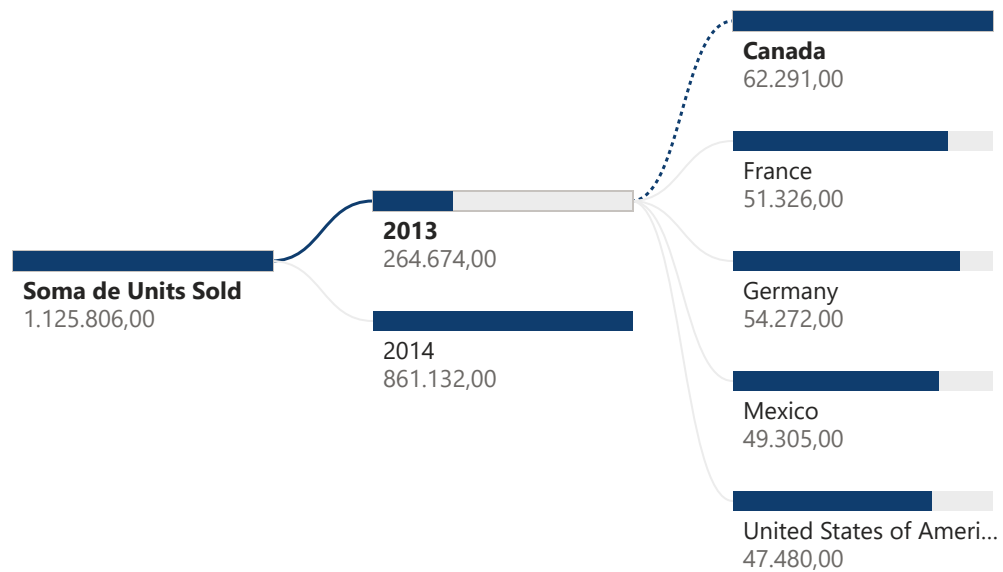 Soma de Units Sold
1.125.806,00
2013
264.674,00
2014
861.132,00
Canada
62.291,00
France
51.326,00
Germany
54.272,00
Mexico
49.305,00
United States of Ameri...
47.480,00